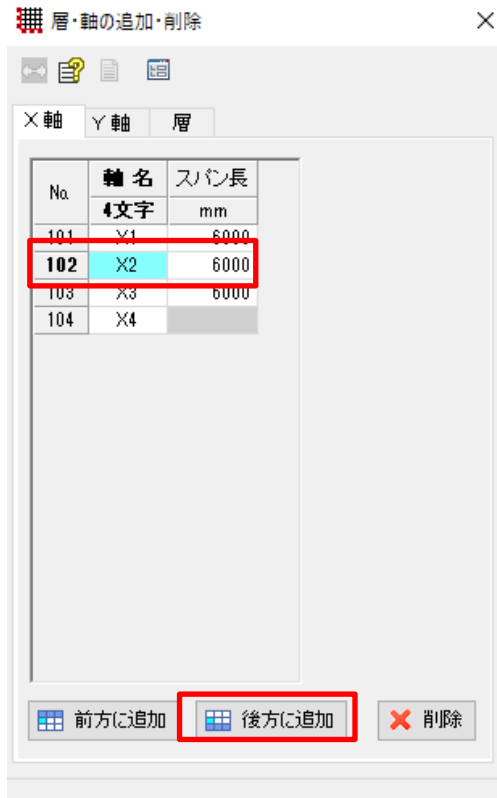 層・軸の追加・削除
X軸 Y軸 層
No. 軸 名 スパン長
4文字 mm
101 X1 6000
102 X2 6000
103 X3 6000
104 X4
前方に追加 後方に追加 削除